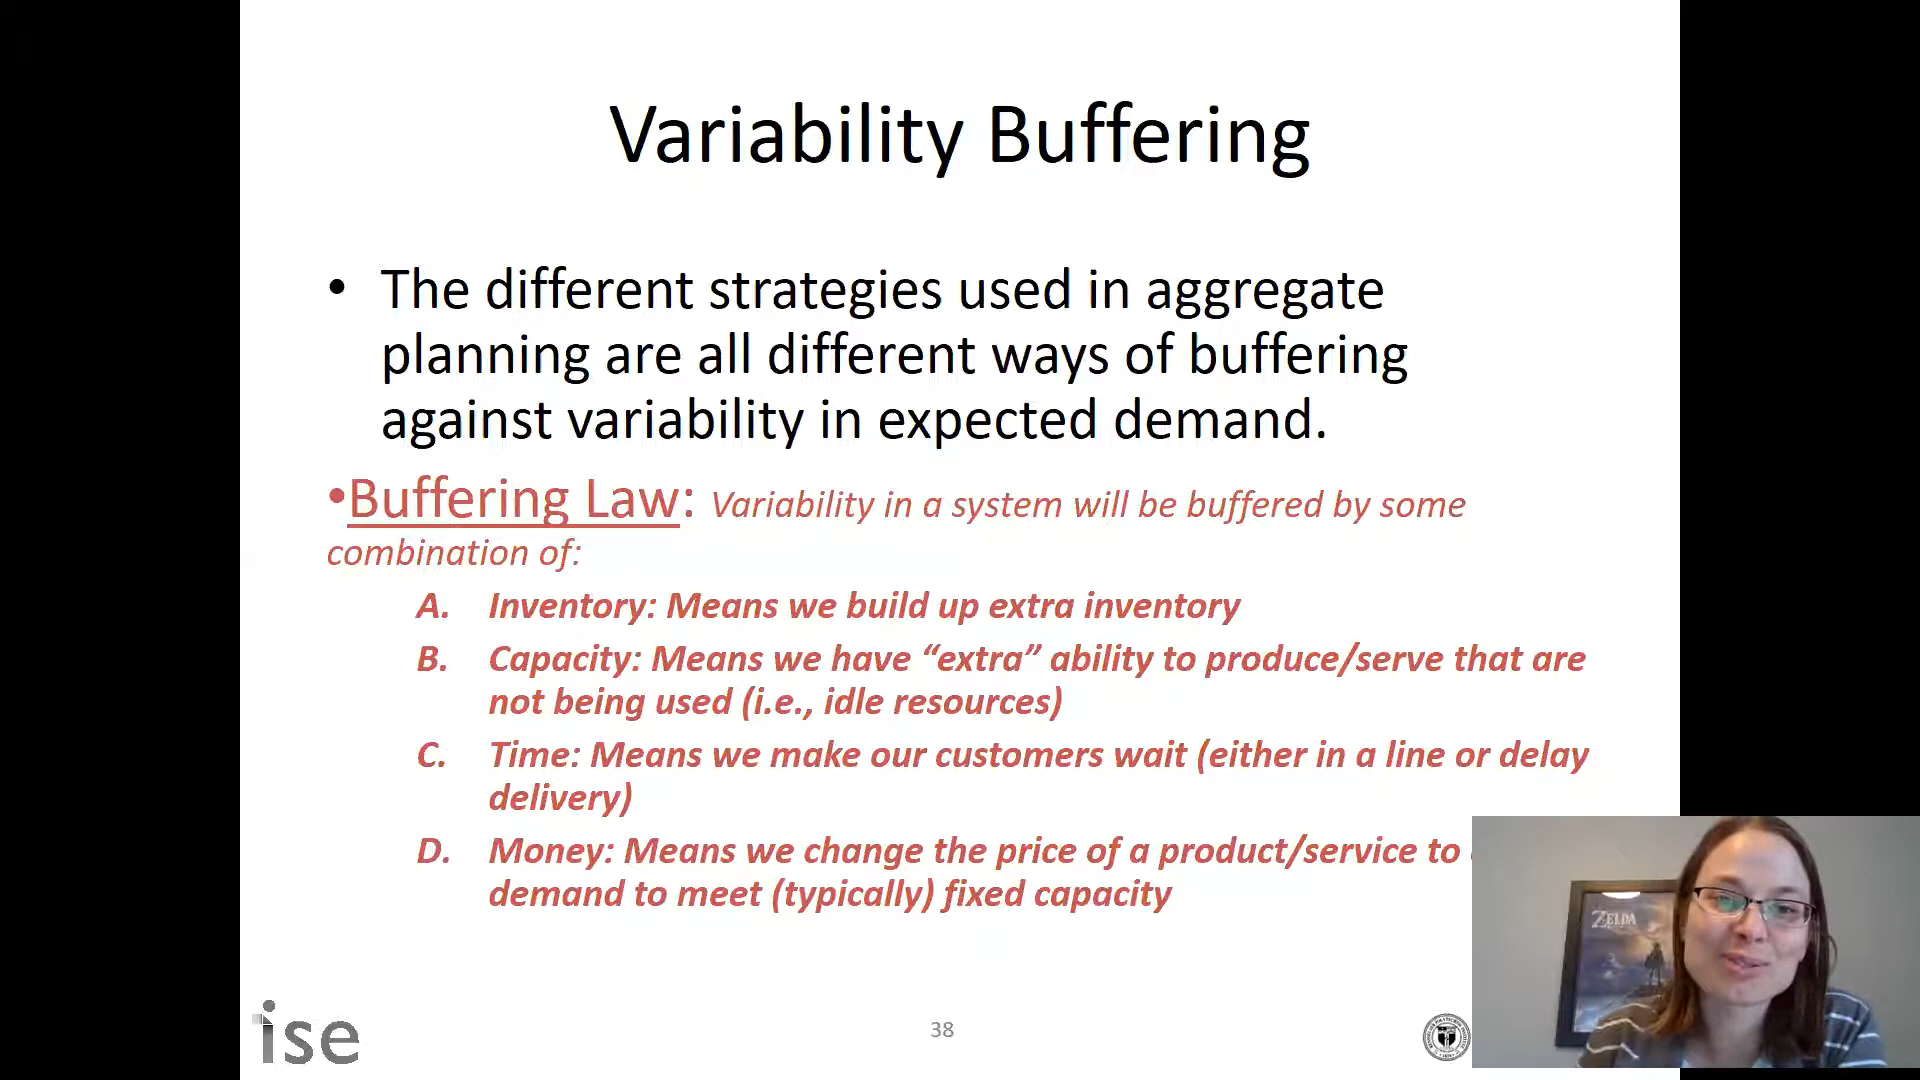 Variability Buffering
• The different strategies used in aggregate
planning are all different ways of buffering
against variability in expected demand.
•Buffering Law: Variability in a system will be buffered by some
combination of:
A. Inventory: Means we build up extra inventory
B. Capacity: Means we have “extra” ability to produce/serve that are
not being used (i.e., idle resources)
C. Time: Means we make our customers wait (either in a line or delay
delivery)
D. Money: Means we change the price of a product/service to
demand to meet (typically) fixed capacity
ZELDA
ise
38